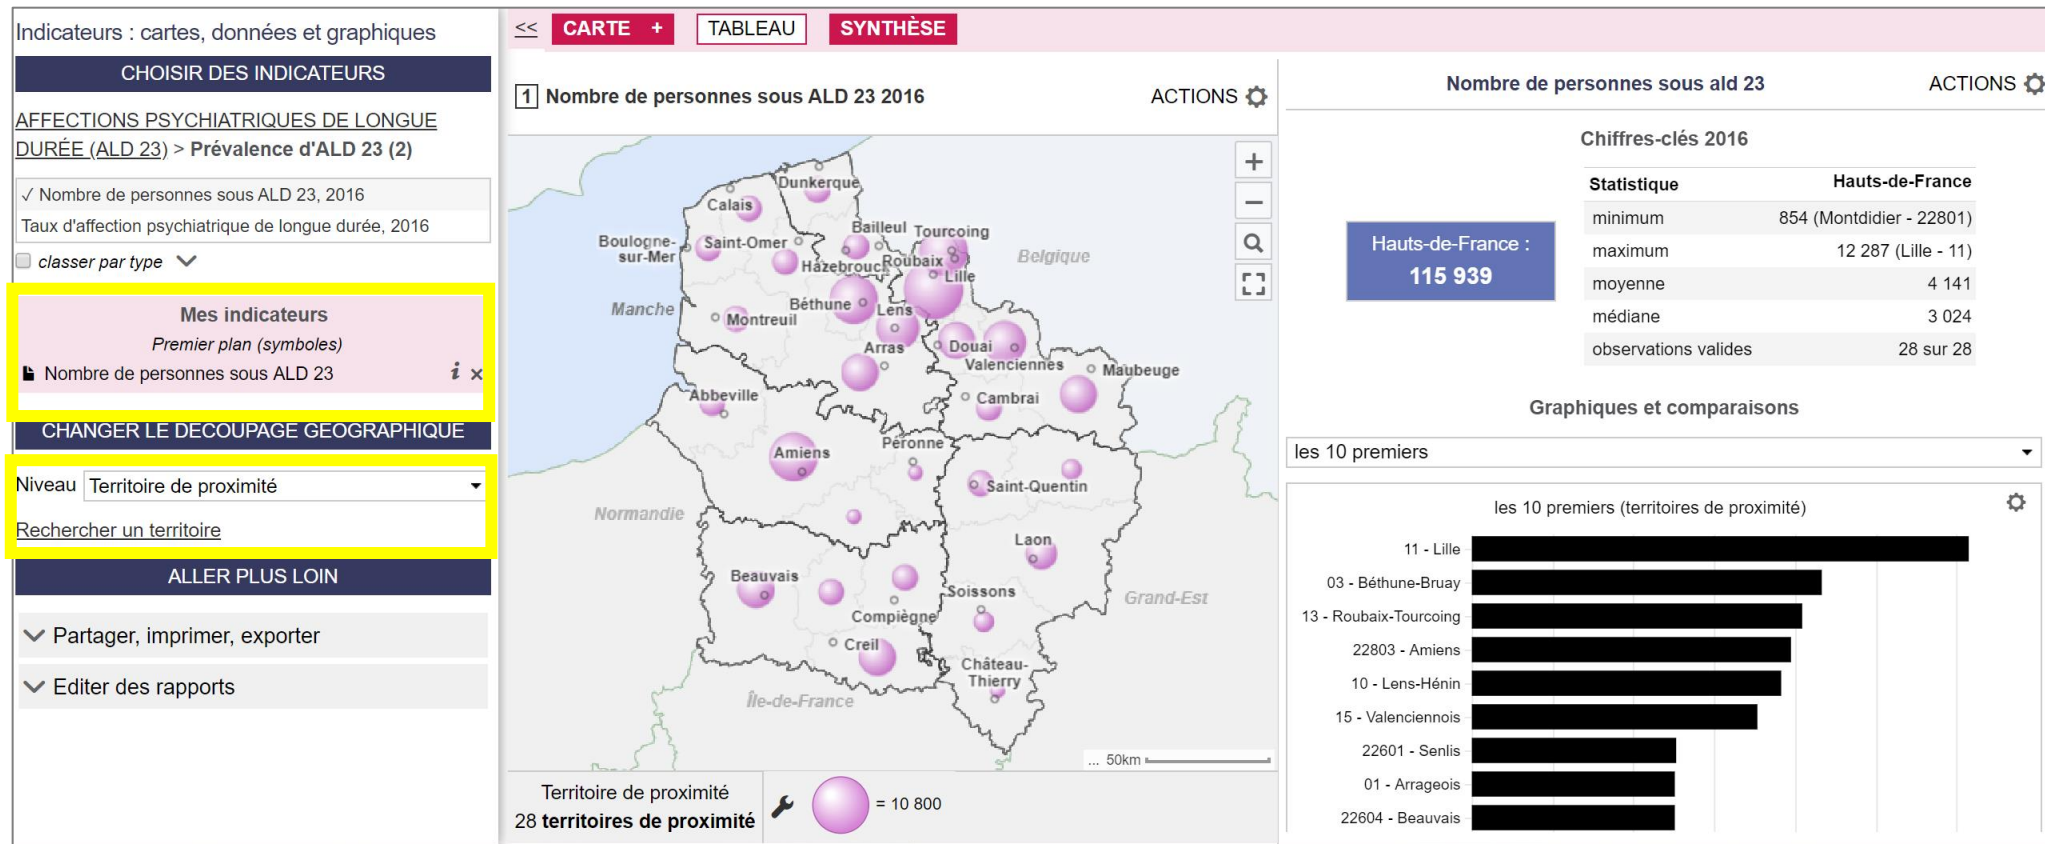 Indicateurs : cartes, données et graphiques
CHOISIR DES INDICATEURS
AFFECTIONS PSYCHIATRIQUES DE LONGUE
DURÉE (ALD 23) > Prévalence d'ALD 23 (2)
✓ Nombre de personnes sous ALD 23, 2016
Taux d'affection psychiatrique de longue durée, 2016
classer par type
Mes indicateurs
Premier plan (symboles)
Nombre de personnes sous ALD 23 i ×
CHANGER LE DECOUPAGE GEOGRAPHIQUE
Niveau Territoire de proximité
Rechercher un territoire
ALLER PLUS LOIN
Partager, imprimer, exporter
Editer des rapports
<< CARTE + TABLEAU SYNTHÈSE
1 Nombre de personnes sous ALD 23 2016 ACTIONS
+
−
Dunkerque
Calais
Bailleul
Tourcoing
Boulogne-
sur-Mer
Saint-Omer
Hazebrouck
Roubaix
Lille
Belgique
Manche
Béthune
Lens
Montreuil
Arras
Douai
Valenciennes
Maubeuge
Abbeville
Cambrai
Amiens
Péronne
Saint-Quentin
Normandie
Laon
Beauvais
Soissons
Grand-Est
Compiègne
Creil
Château-
Thierry
Île-de-France
... 50km
Territoire de proximité
28 territoires de proximité
= 10 800
Nombre de personnes sous ald 23 ACTIONS
Chiffres-clés 2016
Hauts-de-France :
115 939
Statistique Hauts-de-France
minimum 854 (Montdidier - 22801)
maximum 12 287 (Lille - 11)
moyenne 4 141
médiane 3 024
observations valides 28 sur 28
Graphiques et comparaisons
les 10 premiers
les 10 premiers (territoires de proximité)
11 - Lille
03 - Béthune-Bruay
13 - Roubaix-Tourcoing
22803 - Amiens
10 - Lens-Hénin
15 - Valenciennois
22601 - Senlis
01 - Arrageois
22604 - Beauvais